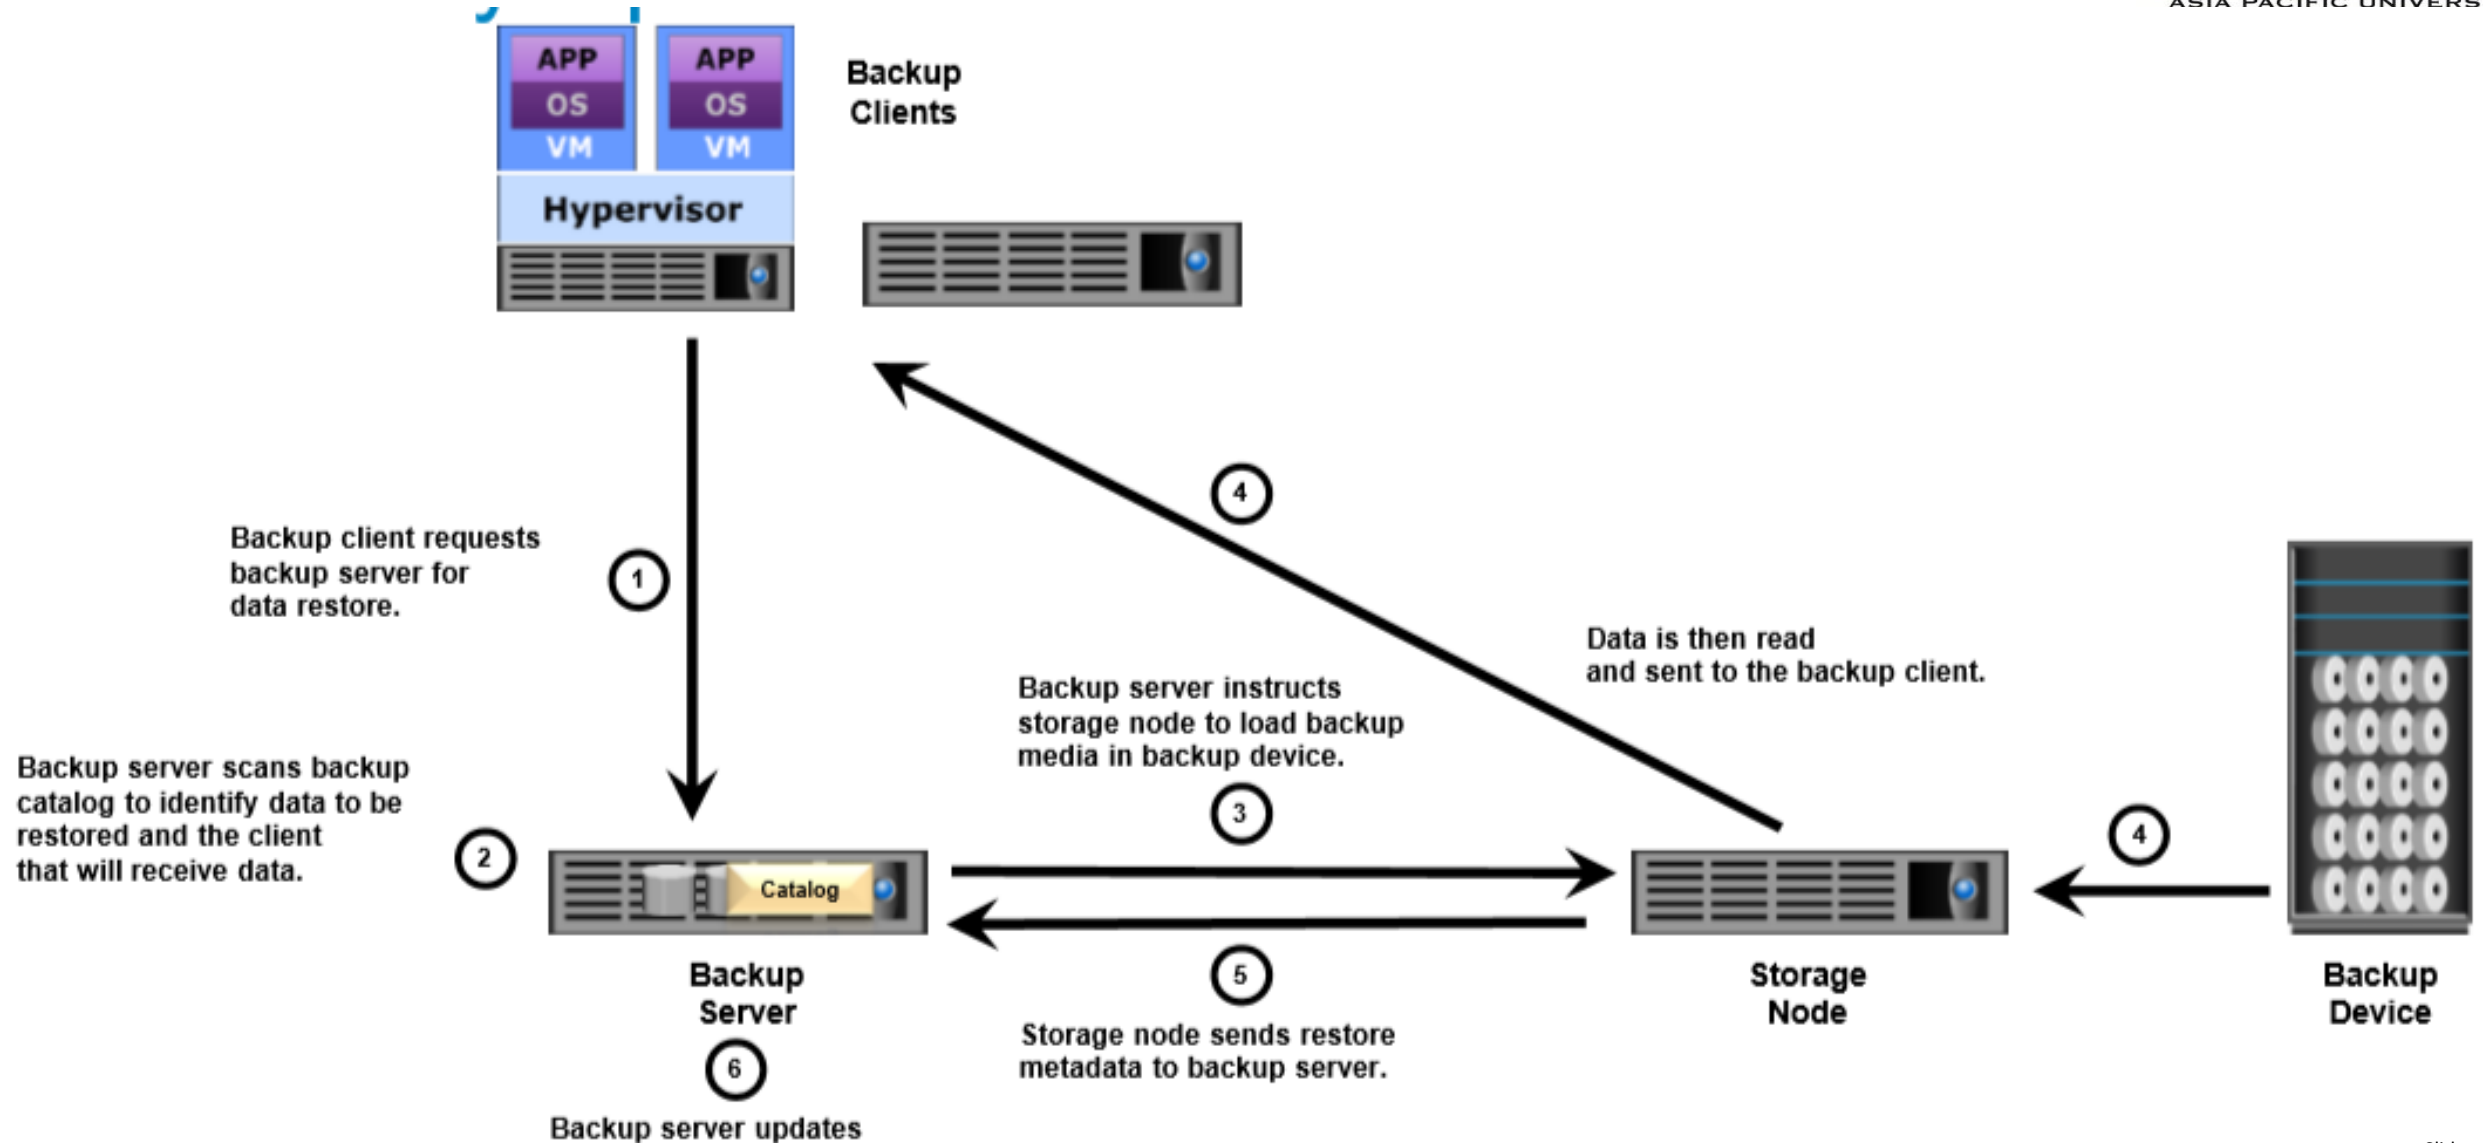 ASIA PACIFIC UNIVERS
APP
OS
VM
APP
OS
VM
Hypervisor
Backup
Clients
4
Backup client requests
backup server for
data restore.
1
Data is then read
and sent to the backup client.
Backup server instructs
storage node to load backup
media in backup device.
3
Backup server scans backup
catalog to identify data to be
restored and the client
that will receive data.
2
Catalog
4
Backup
Server
5
Storage
Node
Backup
Device
Storage node sends restore
metadata to backup server.
6
Backup server updates